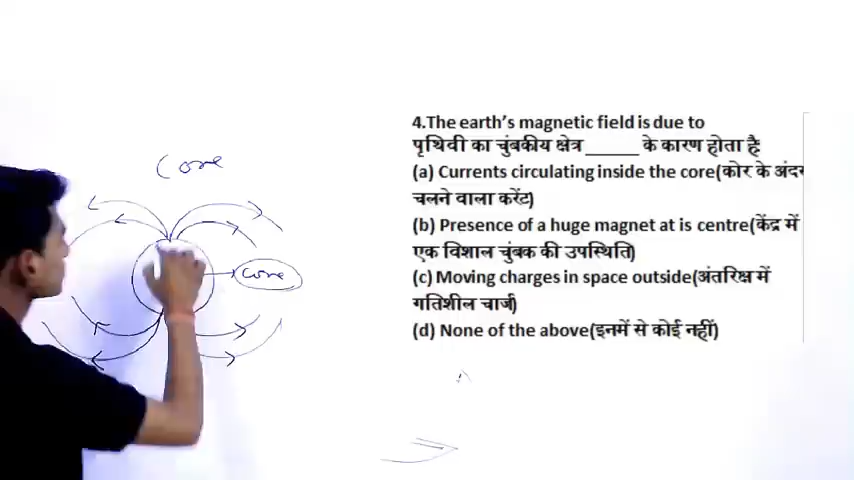 Core
Core
4.The earth's magnetic field is due to
पृथिवी का चुंबकीय क्षेत्र _____ के कारण होता है
(a) Currents circulating inside the core(कोर के अंदर
चलने वाला करेंट)
(b) Presence of a huge magnet at is centre(केंद्र में
एक विशाल चुंबक की उपस्थिति)
(c) Moving charges in space outside(अंतरिक्ष में
गतिशील चार्ज)
(d) None of the above(इनमें से कोई नहीं)